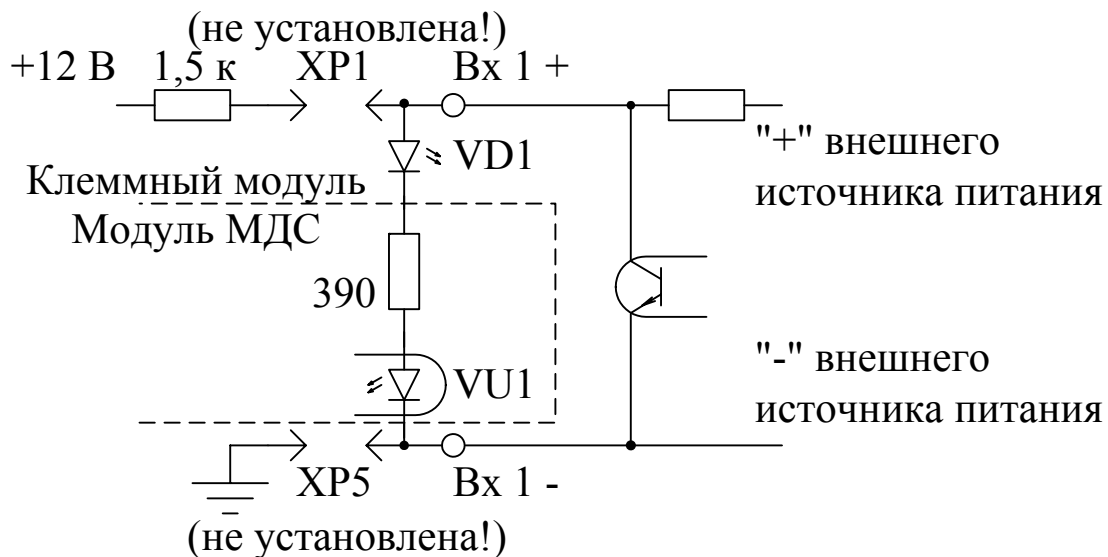 (не установлена!)
+12 В 1,5 к XP1 Вх 1 +
VD1
"+" внешнего
источника питания
Клеммный модуль
Модуль МДС
390
VU1
"-" внешнего
источника питания
XP5 Вх 1 -
(не установлена!)